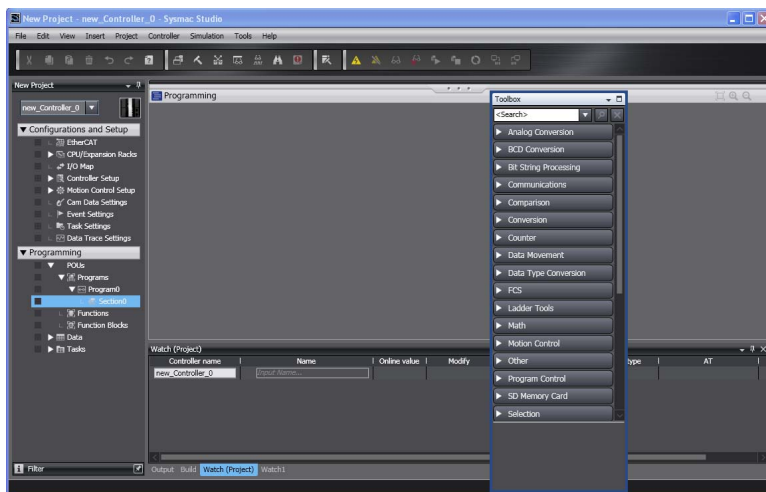 New Project - new_Controller_0 - Sysmac Studio
File Edit View Insert Project Controller Simulation Tools Help
New Project
new_Controller_0
Configurations and Setup
EtherCAT
CPU/Expansion Racks
I/O Map
Controller Setup
Motion Control Setup
Cam Data Settings
Event Settings
Task Settings
Data Trace Settings
Programming
POUs
Programs
Program0
Section0
Functions
Function Blocks
Data
Tasks
Filter
Programming
Toolbox
<Search>
Analog Conversion
BCD Conversion
Bit String Processing
Communications
Comparison
Conversion
Counter
Data Movement
Data Type Conversion
FCS
Ladder Tools
Math
Motion Control
Other
Program Control
SD Memory Card
Selection
Watch (Project)
Controller name Name Online value Modify type AT
new_Controller_0 Input Name...
Output Build Watch (Project) Watch1